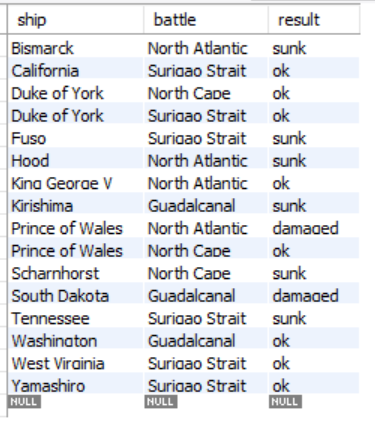 ship battle result
Bismarck North Atlantic sunk
California Surigao Strait ok
Duke of York North Cape ok
Duke of York Surigao Strait ok
Fuso Surigao Strait sunk
Hood North Atlantic sunk
King George V North Atlantic ok
Kirishima Guadalcanal sunk
Prince of Wales North Atlantic damaged
Prince of Wales North Cape ok
Scharnhorst North Cape sunk
South Dakota Guadalcanal damaged
Tennessee Surigao Strait sunk
Washington Guadalcanal ok
West Virginia Surigao Strait ok
Yamashiro Surigao Strait ok
NULL NULL NULL